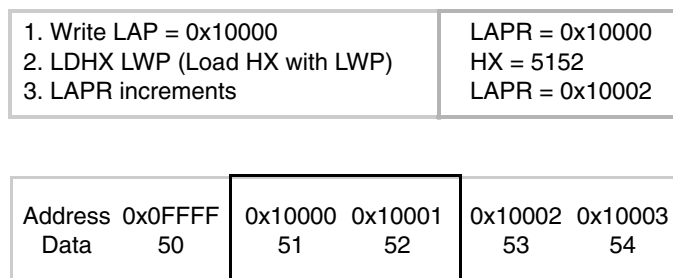 1. Write LAP = 0x10000 LAPR = 0x10000
2. LDHX LWP (Load HX with LWP) HX = 5152
3. LAPR increments LAPR = 0x10002
Address 0x0FFFF 0x10000 0x10001 0x10002 0x10003
Data 50 51 52 53 54